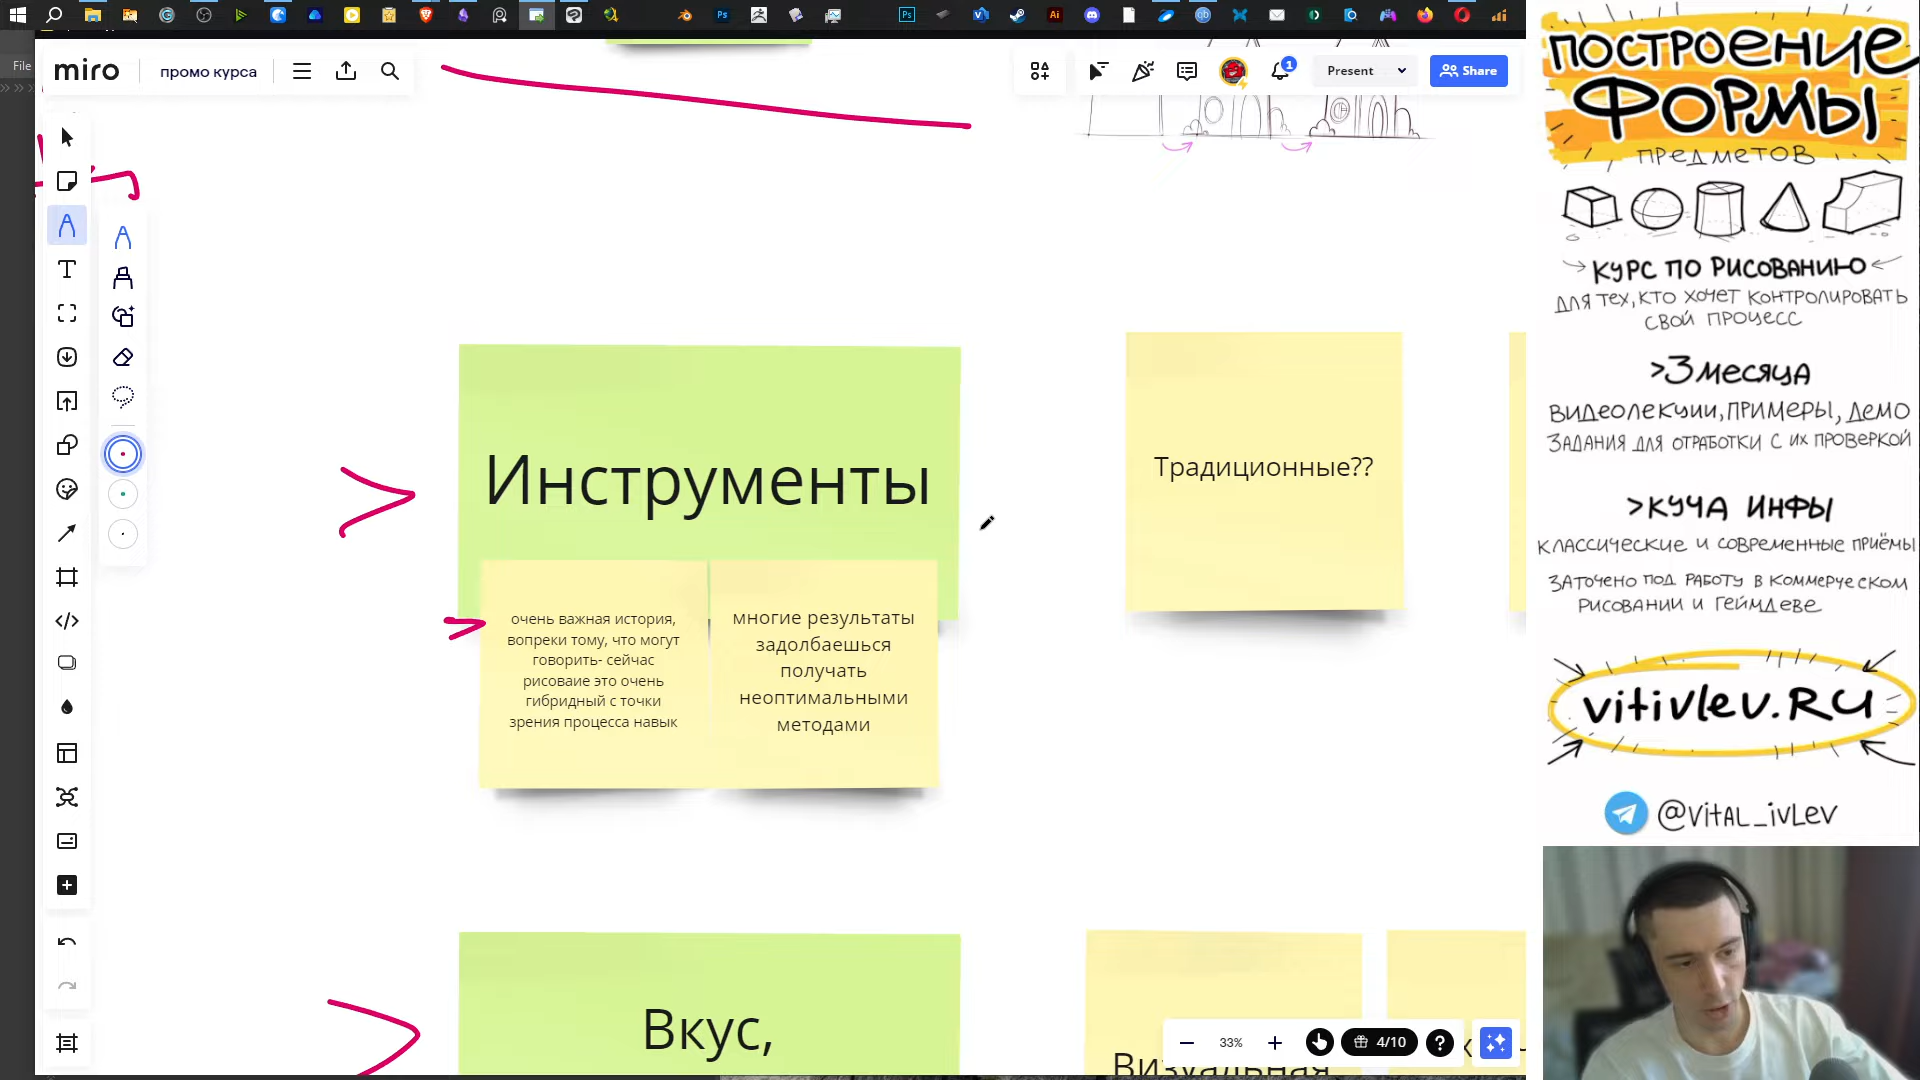 File
miro
промо курса
1
Present
Share
Инструменты
очень важная история,
вопреки тому, что могут
говорить- сейчас
рисоваие это очень
гибридный с точки
зрения процесса навык
многие результаты
задолбаешься
получать
неоптимальными
методами
Традиционные??
Вкус,
Визуальная
33%
4/10
ПОСТРОЕНИЕ
ФОРМЫ
ПРЕДМЕТОВ
КУРС ПО РИСОВАНИЮ
ДЛЯ ТЕХ, КТО ХОЧЕТ КОНТРОЛИРОВАТЬ
СВОЙ ПРОЦЕСС
>3 месяца
ВИДЕОЛЕКЦИИ, ПРИМЕРЫ, ДЕМО
ЗАДАНИЯ ДЛЯ ОТРАБОТКИ С ИХ ПРОВЕРКОЙ
>КУЧА ИНФЫ
КЛАССИЧЕСКИЕ И СОВРЕМЕННЫЕ ПРИЁМЫ
ЗАТОЧЕНО ПОД РАБОТУ В КОММЕРЧЕСКОМ
РИСОВАНИИ И ГЕЙМДЕВЕ
vitivlev.RU
@VITAL_IVLEV